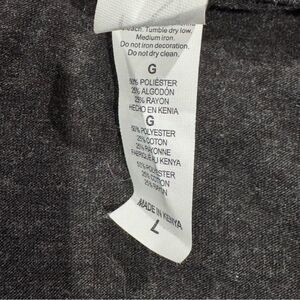 bleach. Tumble dry low.
Medium iron.
Do not iron decoration.
Do not dry clean.
G
50% POLIÉSTER
25% ALGODÓN
25% RAYON
HECHO EN KENIA
G
50% POLYESTER
25% COTON
25% RAYONNE
FABRIQUÉ AU KENYA
50% POLYESTER
25% COTTON
25% RAYON
MADE IN KENYA
L